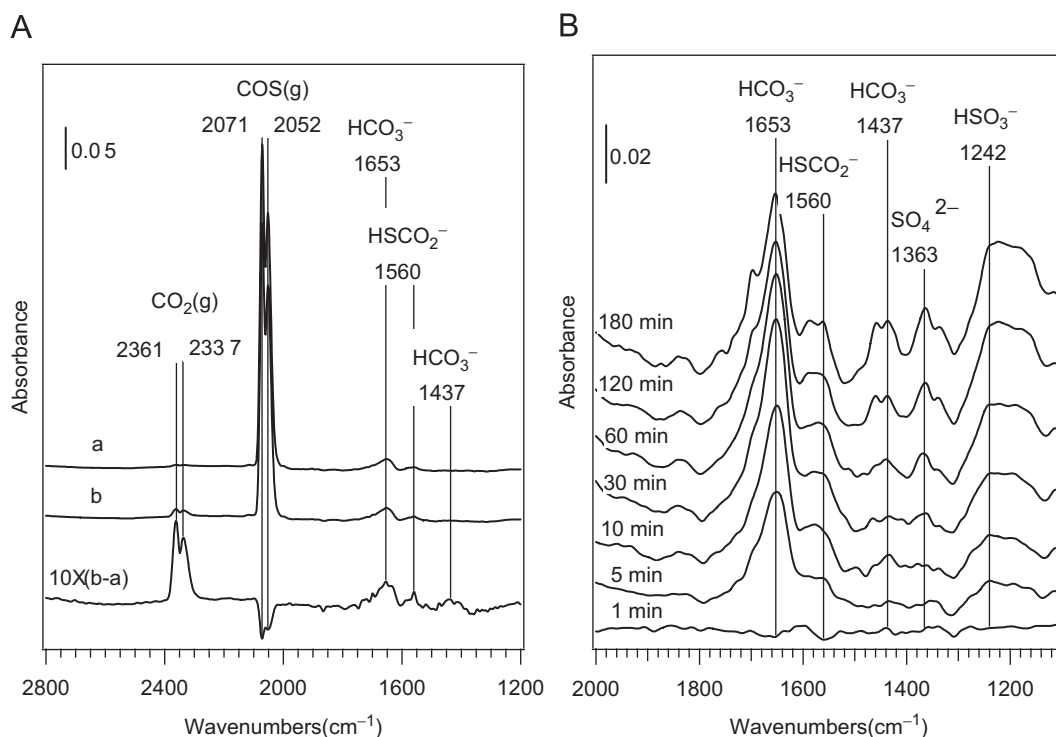 A
COS(g)
2071 2052
0.0 5
HCO₃⁻
1653
HSCO₂⁻
1560
CO₂(g)
2361 233 7
HCO₃⁻
1437
a
b
10X(b-a)
Absorbance
2800 2400 2000 1600 1200
Wavenumbers(cm⁻¹)
B
HCO₃⁻ HCO₃⁻
1653 1437
HSO₃⁻
1242
0.02
HSCO₂⁻
1560
SO₄ ²⁻
1363
180 min
120 min
60 min
30 min
10 min
5 min
1 min
Absorbance
2000 1800 1600 1400 1200
Wavenumbers(cm⁻¹)